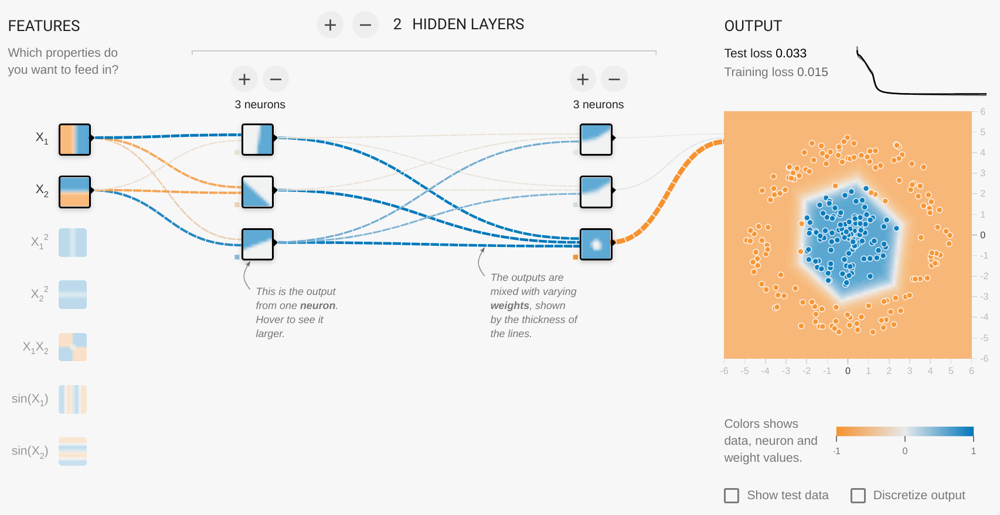 FEATURES
Which properties do
you want to feed in?
+ − 2 HIDDEN LAYERS
+ −
3 neurons
+ −
3 neurons
OUTPUT
Test loss 0.033
Training loss 0.015
X1
X2
X1²
X2²
X1X2
sin(X1)
sin(X2)
This is the output
from one neuron.
Hover to see it
larger.
The outputs are
mixed with varying
weights, shown
by the thickness of
the lines.
6
5
4
3
2
1
0
-1
-2
-3
-4
-5
-6
-6 -5 -4 -3 -2 -1 0 1 2 3 4 5 6
Colors shows
data, neuron and
weight values.
-1 0 1
Show test data
Discretize output